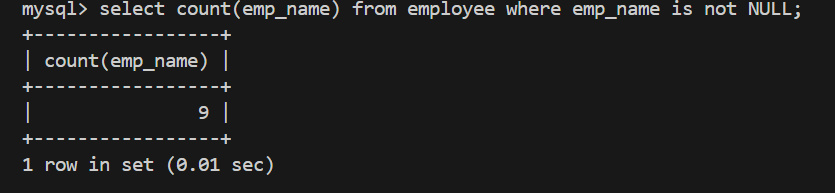 mysql> select count(emp_name) from employee where emp_name is not NULL;
+-----------------+
| count(emp_name) |
+-----------------+
|               9 |
+-----------------+
1 row in set (0.01 sec)